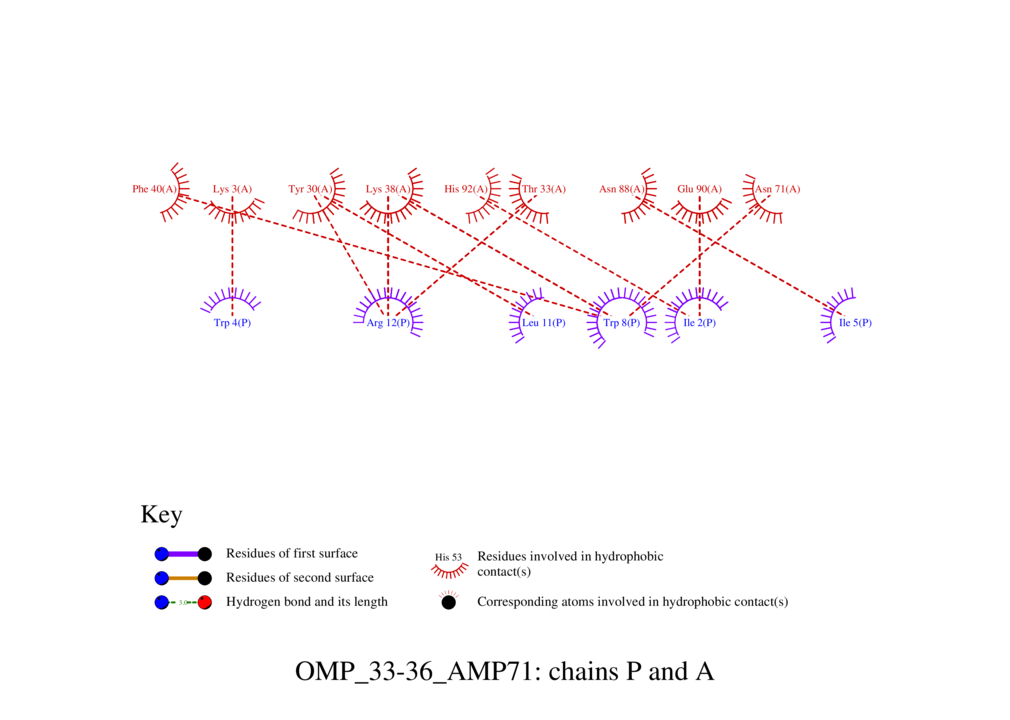 Phe 40(A) Lys 3(A) Tyr 30(A) Lys 38(A) His 92(A) Thr 33(A) Asn 88(A) Glu 90(A) Asn 71(A)
Trp 4(P) Arg 12(P) Leu 11(P) Trp 8(P) Ile 2(P) Ile 5(P)
Key
Residues of first surface
Residues of second surface
3.0 Hydrogen bond and its length
His 53 Residues involved in hydrophobic
contact(s)
Corresponding atoms involved in hydrophobic contact(s)
OMP_33-36_AMP71: chains P and A